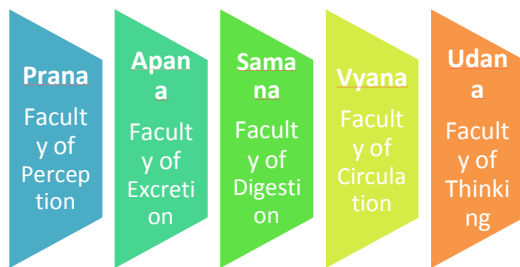 Prana
Facult
y of
Percep
tion
Apan
a
Facult
y of
Excreti
on
Sama
na
Facult
y of
Digesti
on
Vyana
Facult
y of
Circula
tion
Udan
a
Faculty
of
Thinki
ng